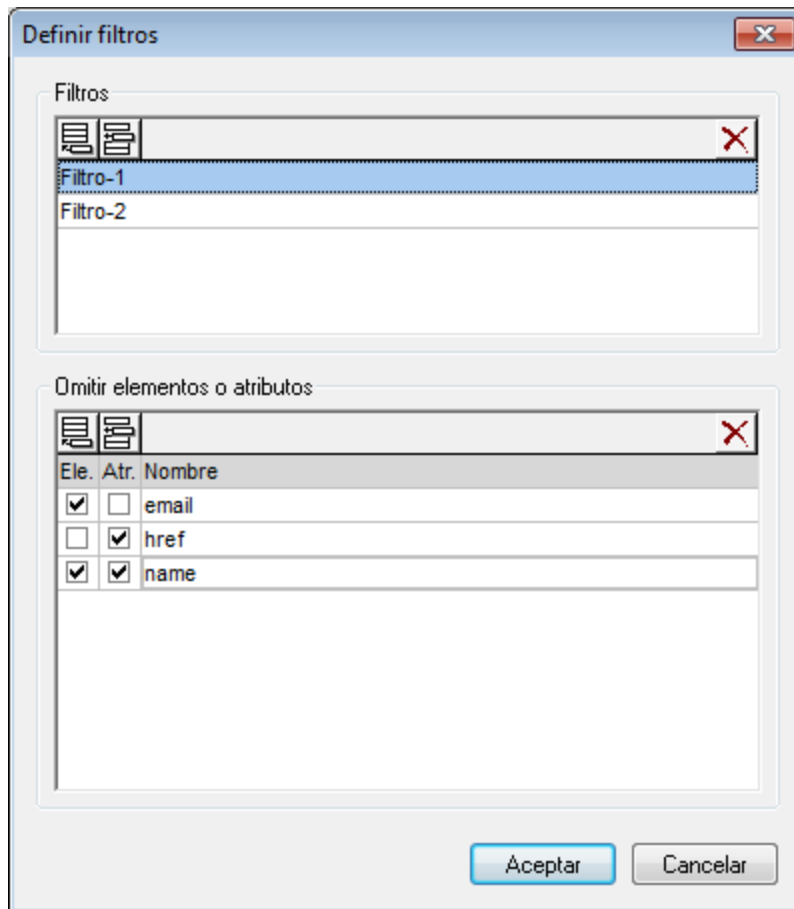 Definir filtros
Filtros
Filtro-1
Filtro-2
Omitir elementos o atributos
Ele. Atr. Nombre
email
href
name
Aceptar Cancelar